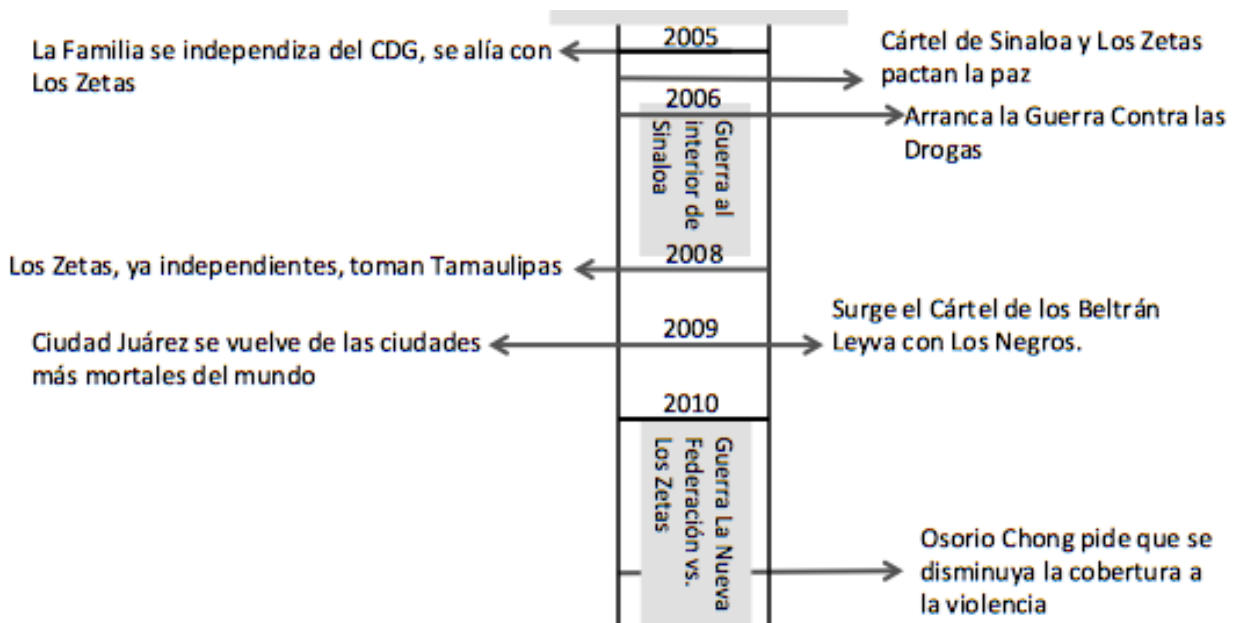 2005
La Familia se independiza del CDG, se alía con
Los Zetas
Cártel de Sinaloa y Los Zetas
pactan la paz
2006
Arranca la Guerra Contra las
Drogas
Guerra al
interior de
Sinaloa
2008
Los Zetas, ya independientes, toman Tamaulipas
2009
Ciudad Juárez se vuelve de las ciudades
más mortales del mundo
Surge el Cártel de los Beltrán
Leyva con Los Negros.
2010
Guerra La Nueva
Federación vs.
Los Zetas
Osorio Chong pide que se
disminuya la cobertura a
la violencia